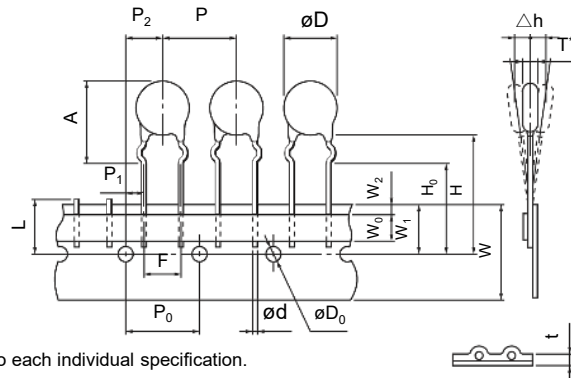 P2
P
øD
△h
T'
A
P1
W2
H0
H
L
W0
W1
W
F
P0
ød
øD0
t
o each individual specification.